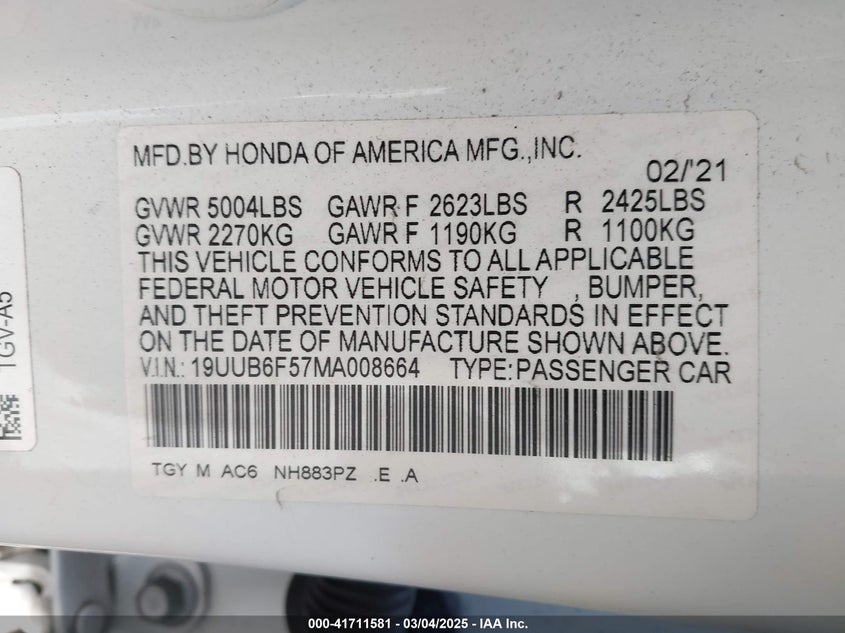 MFD.BY HONDA OF AMERICA MFG.,INC.
02/'21
GVWR 5004LBS GAWR F 2623LBS R 2425LBS
GVWR 2270KG GAWR F 1190KG R 1100KG
THIS VEHICLE CONFORMS TO ALL APPLICABLE
FEDERAL MOTOR VEHICLE SAFETY , BUMPER,
AND THEFT PREVENTION STANDARDS IN EFFECT
ON THE DATE OF MANUFACTURE SHOWN ABOVE.
V.I.N.: 19UUB6F57MA008664 TYPE:PASSENGER CAR
TGY M AC6 NH883PZ .E .A
TGV-A5
000-41711581 / 03/04/2025 - IAA Inc.